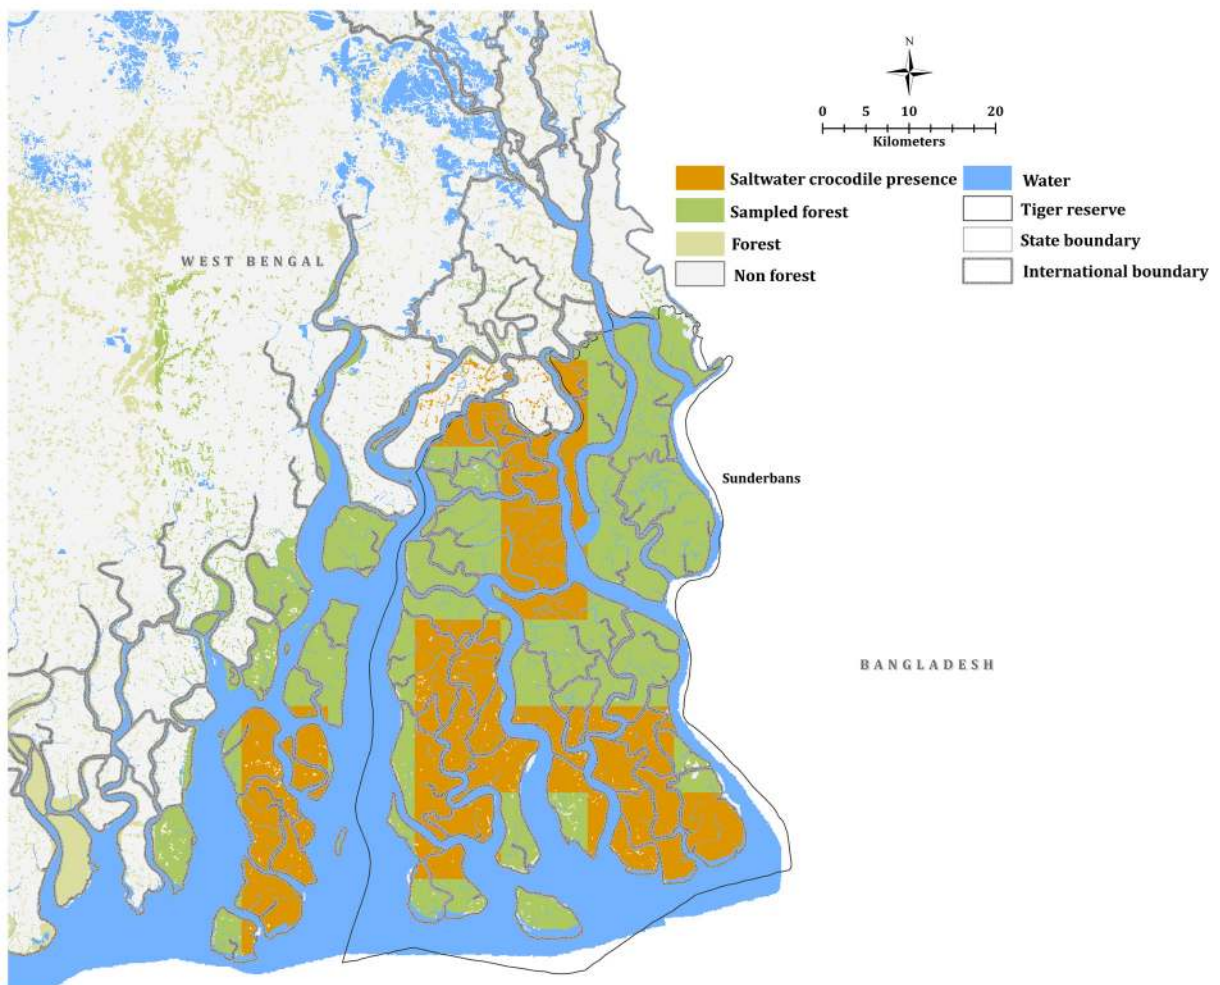 N
0 5 10 20
Kilometers
Saltwater crocodile presence
Water
Sampled forest
Tiger reserve
Forest
State boundary
Non forest
International boundary
WEST BENGAL
Sunderbans
BANGLADESH